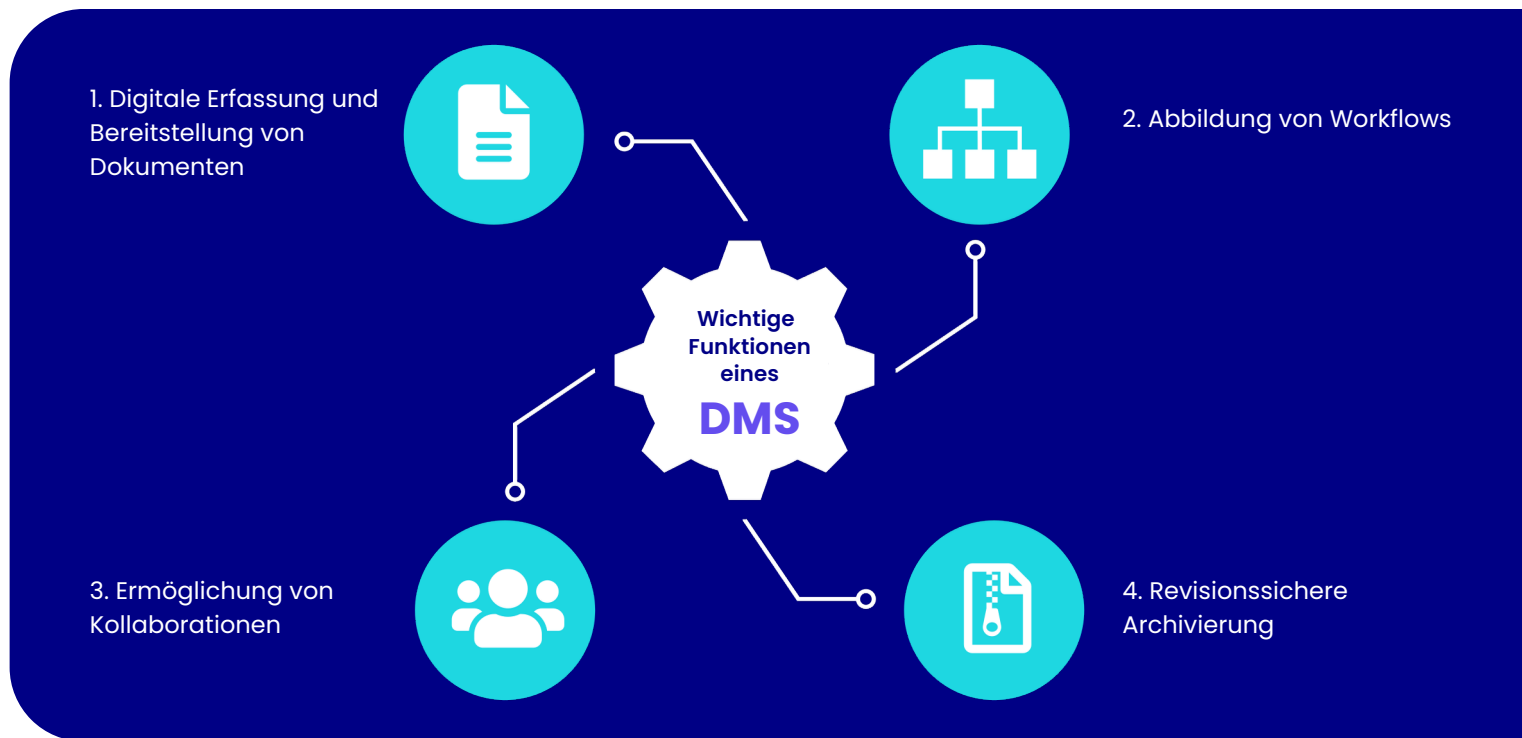 1. Digitale Erfassung und
Bereitstellung von
Dokumenten
2. Abbildung von Workflows
Wichtige
Funktionen
eines
DMS
3. Ermöglichung von
Kollaborationen
4. Revisionssichere
Archivierung